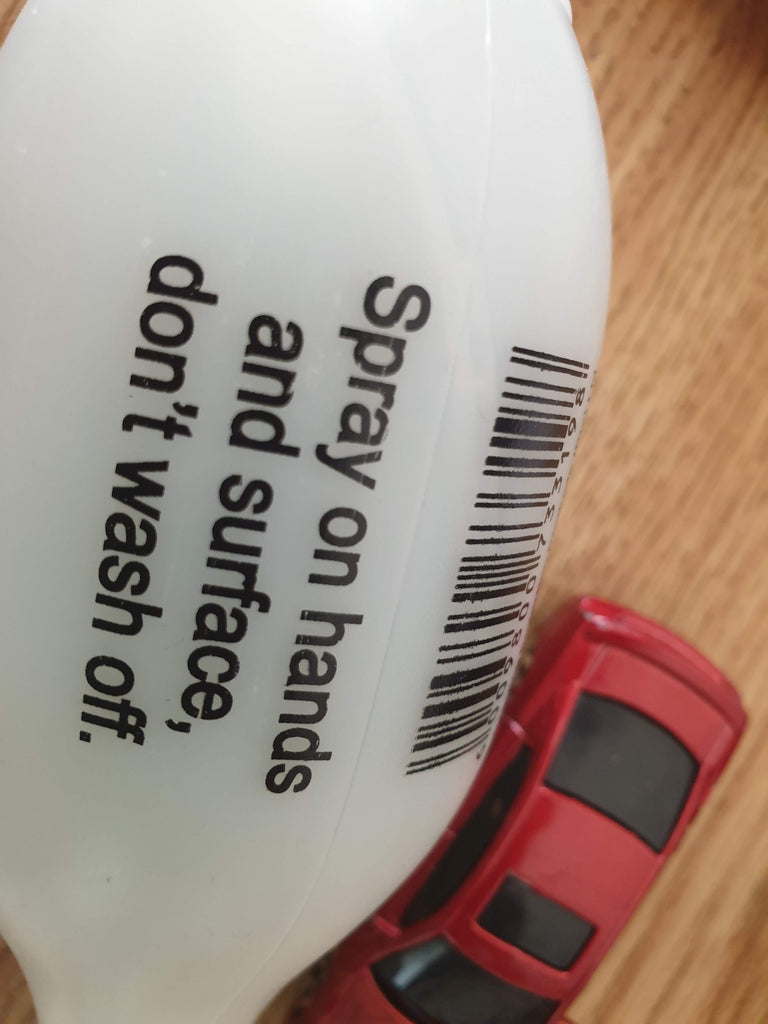 Spray on hands
and surface,
don't wash off.